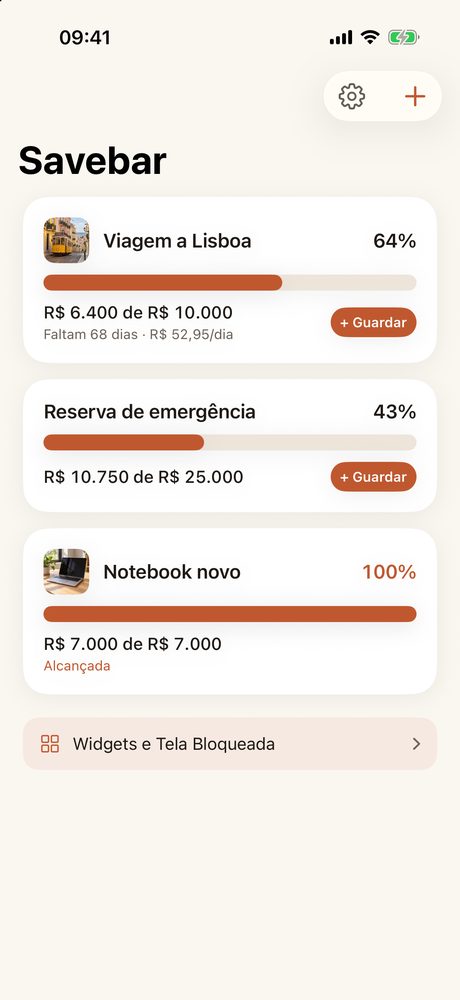 09:41
Savebar
Viagem a Lisboa
64%
R$ 6.400 de R$ 10.000
Faltam 68 dias · R$ 52,95/dia
+ Guardar
Reserva de emergência
43%
R$ 10.750 de R$ 25.000
+ Guardar
Notebook novo
100%
R$ 7.000 de R$ 7.000
Alcançada
Widgets e Tela Bloqueada